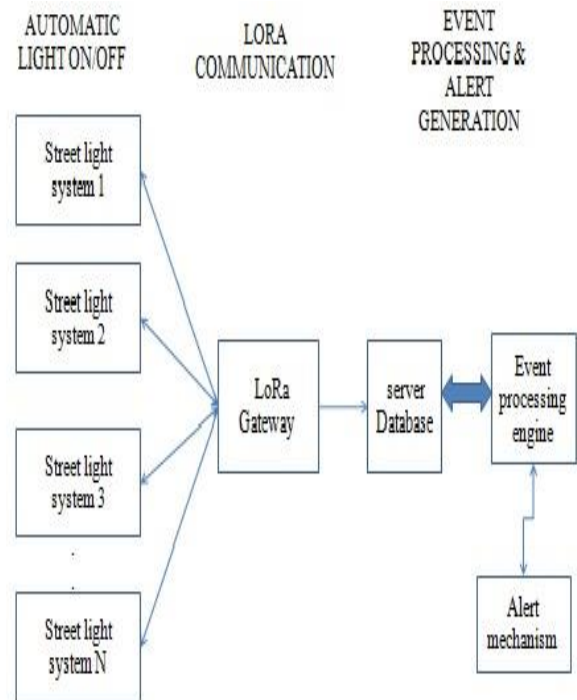 AUTOMATIC
LIGHT ON/OFF
LORA
COMMUNICATION
EVENT
PROCESSING &
ALERT
GENERATION
Street light
system 1
Street light
system 2
Street light
system 3
.
.
Street light
system N
LoRa
Gateway
server
Database
Event
processing
engine
Alert
mechanism